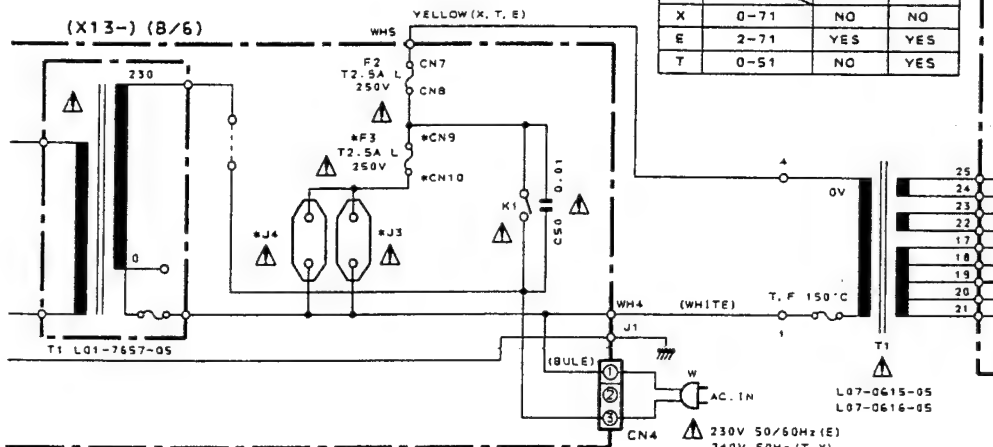 (X13-) (B/6)
YELLOW (X, T, E)
WH5
X 0-71 NO NO
E 2-71 YES YES
T 0-51 NO YES
230
F2
T2.5A L
250V
CN7
CN8
*F3
T2.5A L
250V
*CN9
*CN10
K1
C50 0.01
*J4
*J3
0
T1 L01-7657-05
4
0V
25
24
23
22
17
18
19
20
21
WH4
(WHITE)
T.F 150°C
1
J1
T1
L07-0615-05
L07-0616-05
(BULE)
1
2
3
CN4
W
AC.IN
230V 50/60Hz (E)